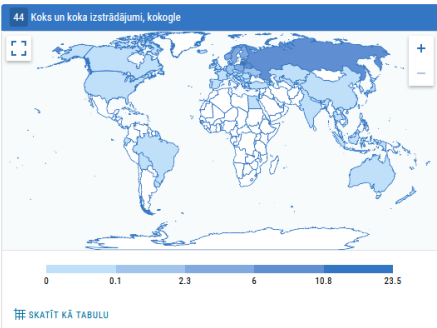 44 Koks un koka izstrādājumi, kokogle
+
−
0 0.1 2.3 6 10.8 23.5
SKATĪT KĀ TABULU